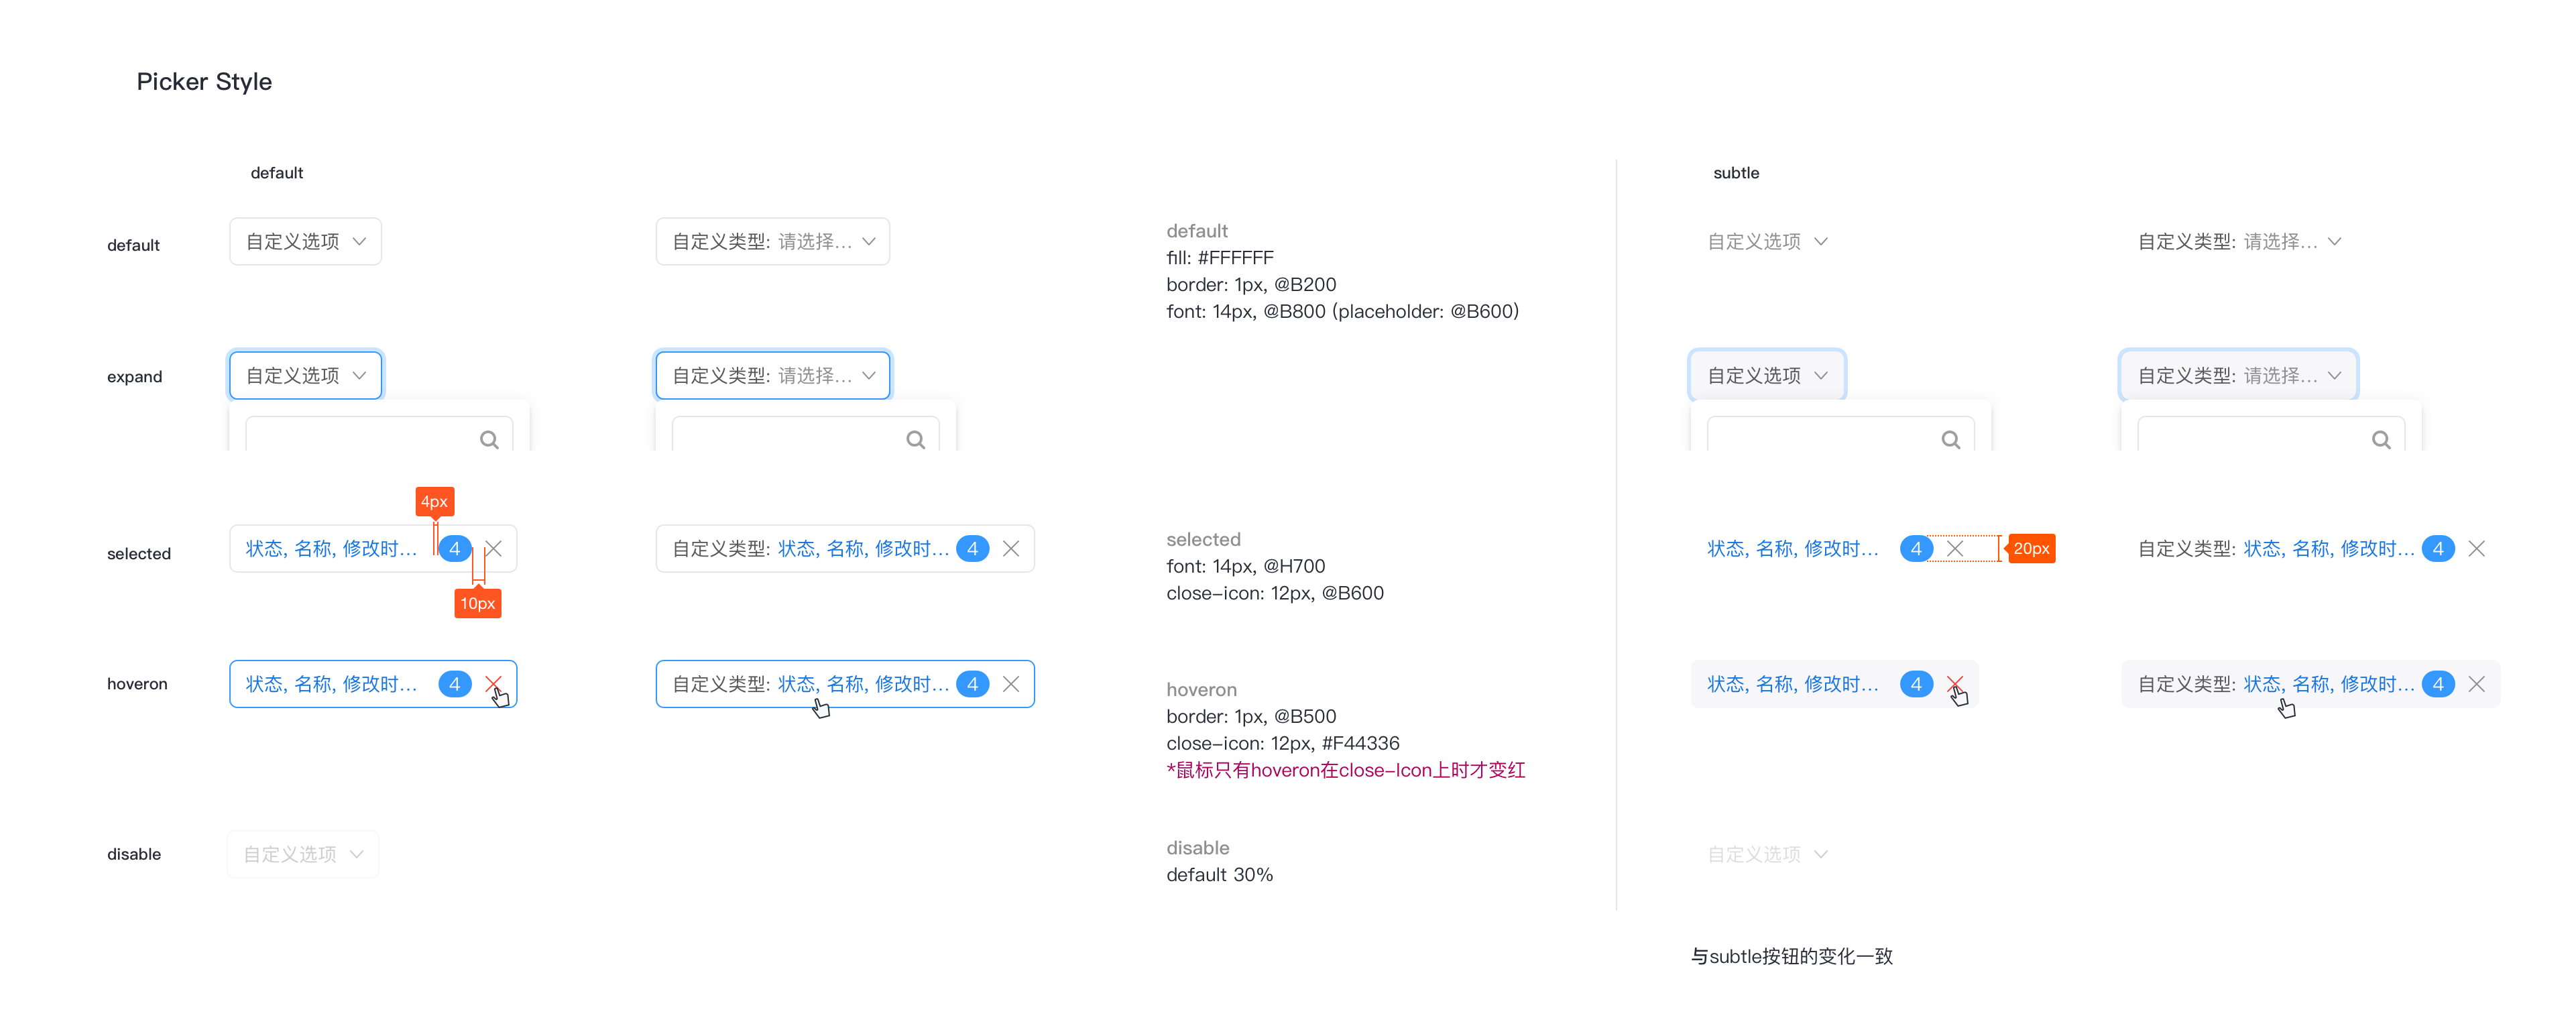 Picker Style
default
subtle
default
自定义选项
自定义类型: 请选择...
default
fill: #FFFFFF
border: 1px, @B200
font: 14px, @B800 (placeholder: @B600)
自定义选项
自定义类型: 请选择...
expand
自定义选项
自定义类型: 请选择...
自定义选项
自定义类型: 请选择...
4px
selected
状态, 名称, 修改时... 4
10px
自定义类型: 状态, 名称, 修改时... 4
selected
font: 14px, @H700
close-icon: 12px, @B600
状态, 名称, 修改时... 4
20px
自定义类型: 状态, 名称, 修改时... 4
hoveron
状态, 名称, 修改时... 4
自定义类型: 状态, 名称, 修改时... 4
hoveron
border: 1px, @B500
close-icon: 12px, #F44336
*鼠标只有hoveron在close-Icon上时才变红
状态, 名称, 修改时... 4
自定义类型: 状态, 名称, 修改时... 4
disable
自定义选项
disable
default 30%
自定义选项
与subtle按钮的变化一致